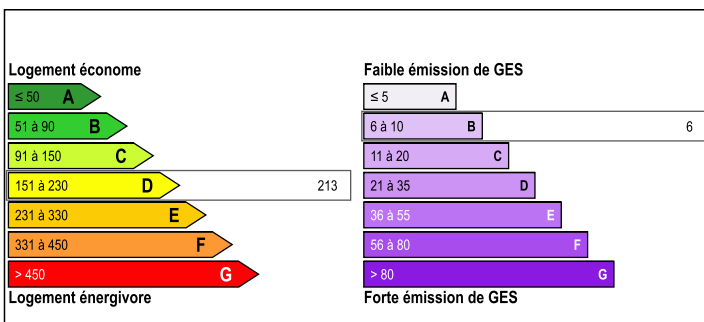 Logement économe
≤ 50 A
51 à 90 B
91 à 150 C
151 à 230 D 213
231 à 330 E
331 à 450 F
> 450 G
Logement énergivore
Faible émission de GES
≤ 5 A
6 à 10 B 6
11 à 20 C
21 à 35 D
36 à 55 E
56 à 80 F
> 80 G
Forte émission de GES